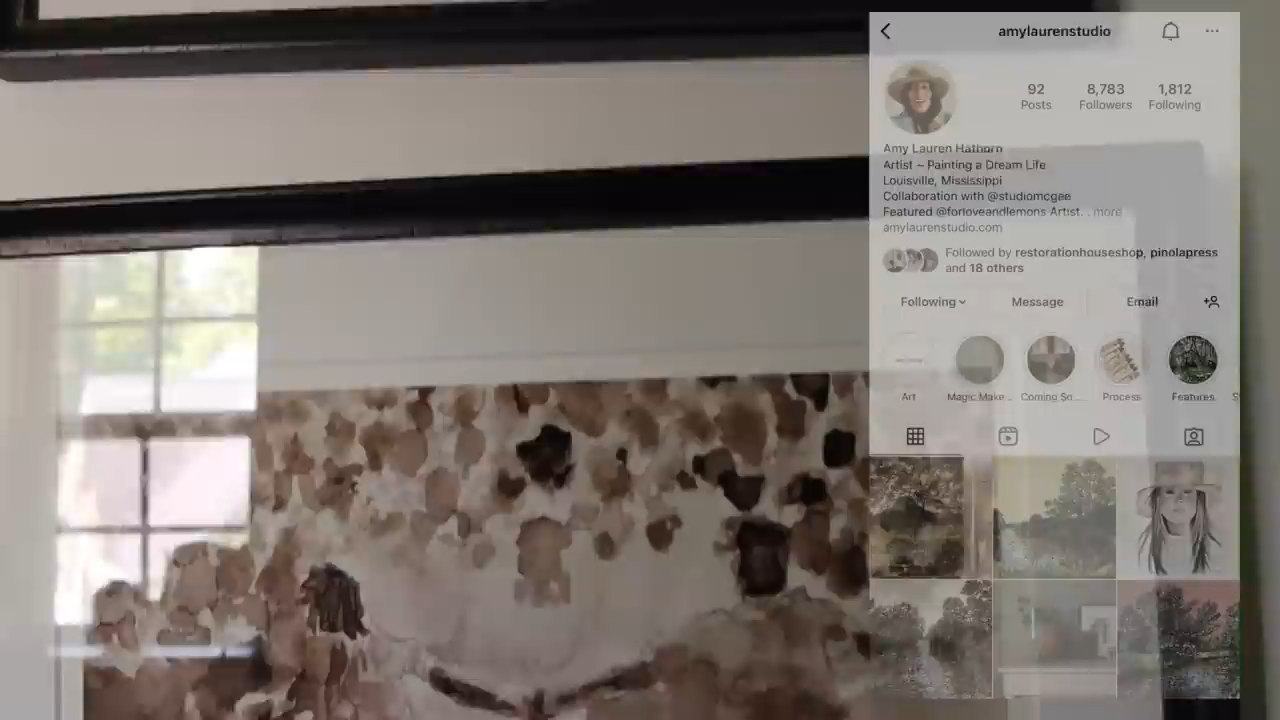 amylaurenstudio
92
8,783
1,812
Posts
Followers
Following
Amy Lauren Hathorn
Artist ~ Painting a Dream Life
Louisville, Mississippi
Collaboration with @studiomcgee
Featured @forloveandlemons Artist... more
amylaurenstudio.com
Followed by restorationhouseshop, pinolapress
and 18 others
Following
Message
Email
Art
Magic Make...
Coming So...
Process
Features